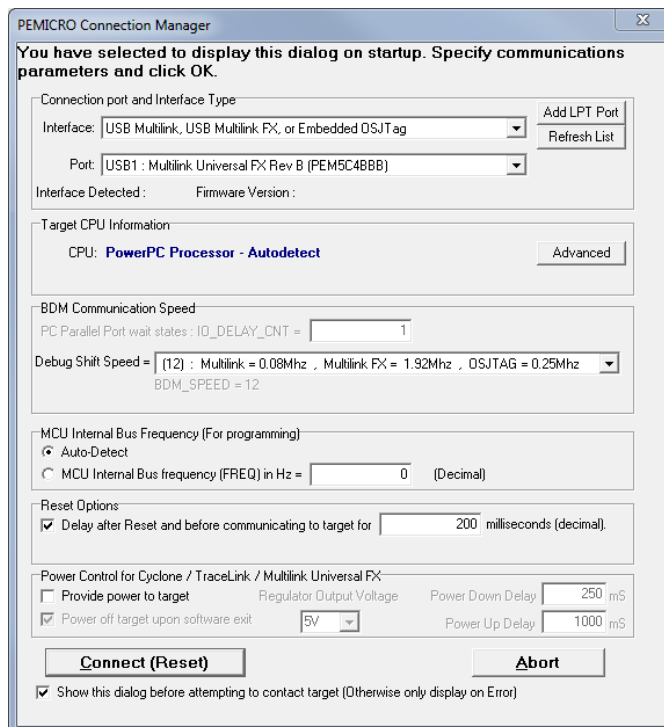 PEMICRO Connection Manager
You have selected to display this dialog on startup. Specify communications
parameters and click OK.
Connection port and Interface Type
Add LPT Port
Interface: USB Multilink, USB Multilink FX, or Embedded OSJTag
Refresh List
Port: USB1 : Multilink Universal FX Rev B (PEM5C4BBB)
Interface Detected : Firmware Version :
Target CPU Information
CPU: PowerPC Processor - Autodetect
Advanced
BDM Communication Speed
PC Parallel Port wait states : IO_DELAY_CNT = 1
Debug Shift Speed = (12) : Multilink = 0.08Mhz , Multilink FX = 1.92Mhz , OSJTAG = 0.25Mhz
BDM_SPEED = 12
MCU Internal Bus Frequency (For programming)
Auto-Detect
MCU Internal Bus frequency (FREQ) in Hz = 0 (Decimal)
Reset Options
Delay after Reset and before communicating to target for 200 milliseconds (decimal).
Power Control for Cyclone / TraceLink / Multilink Universal FX
Provide power to target Regulator Output Voltage Power Down Delay 250 mS
Power off target upon software exit 5V Power Up Delay 1000 mS
Connect (Reset) Abort
Show this dialog before attempting to contact target (Otherwise only display on Error)